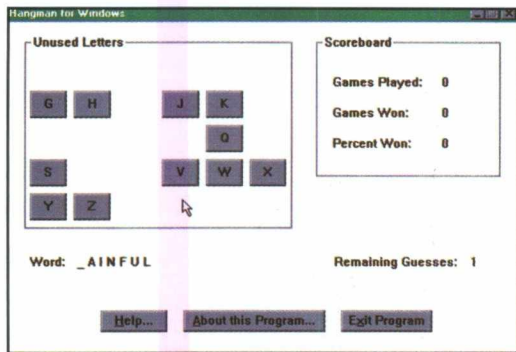 Hangman for Windows
Unused Letters
G H J K
Q
S V W X
Y Z
Scoreboard
Games Played: 0
Games Won: 0
Percent Won: 0
Word: _AINFUL
Remaining Guesses: 1
Help... About this Program... Exit Program